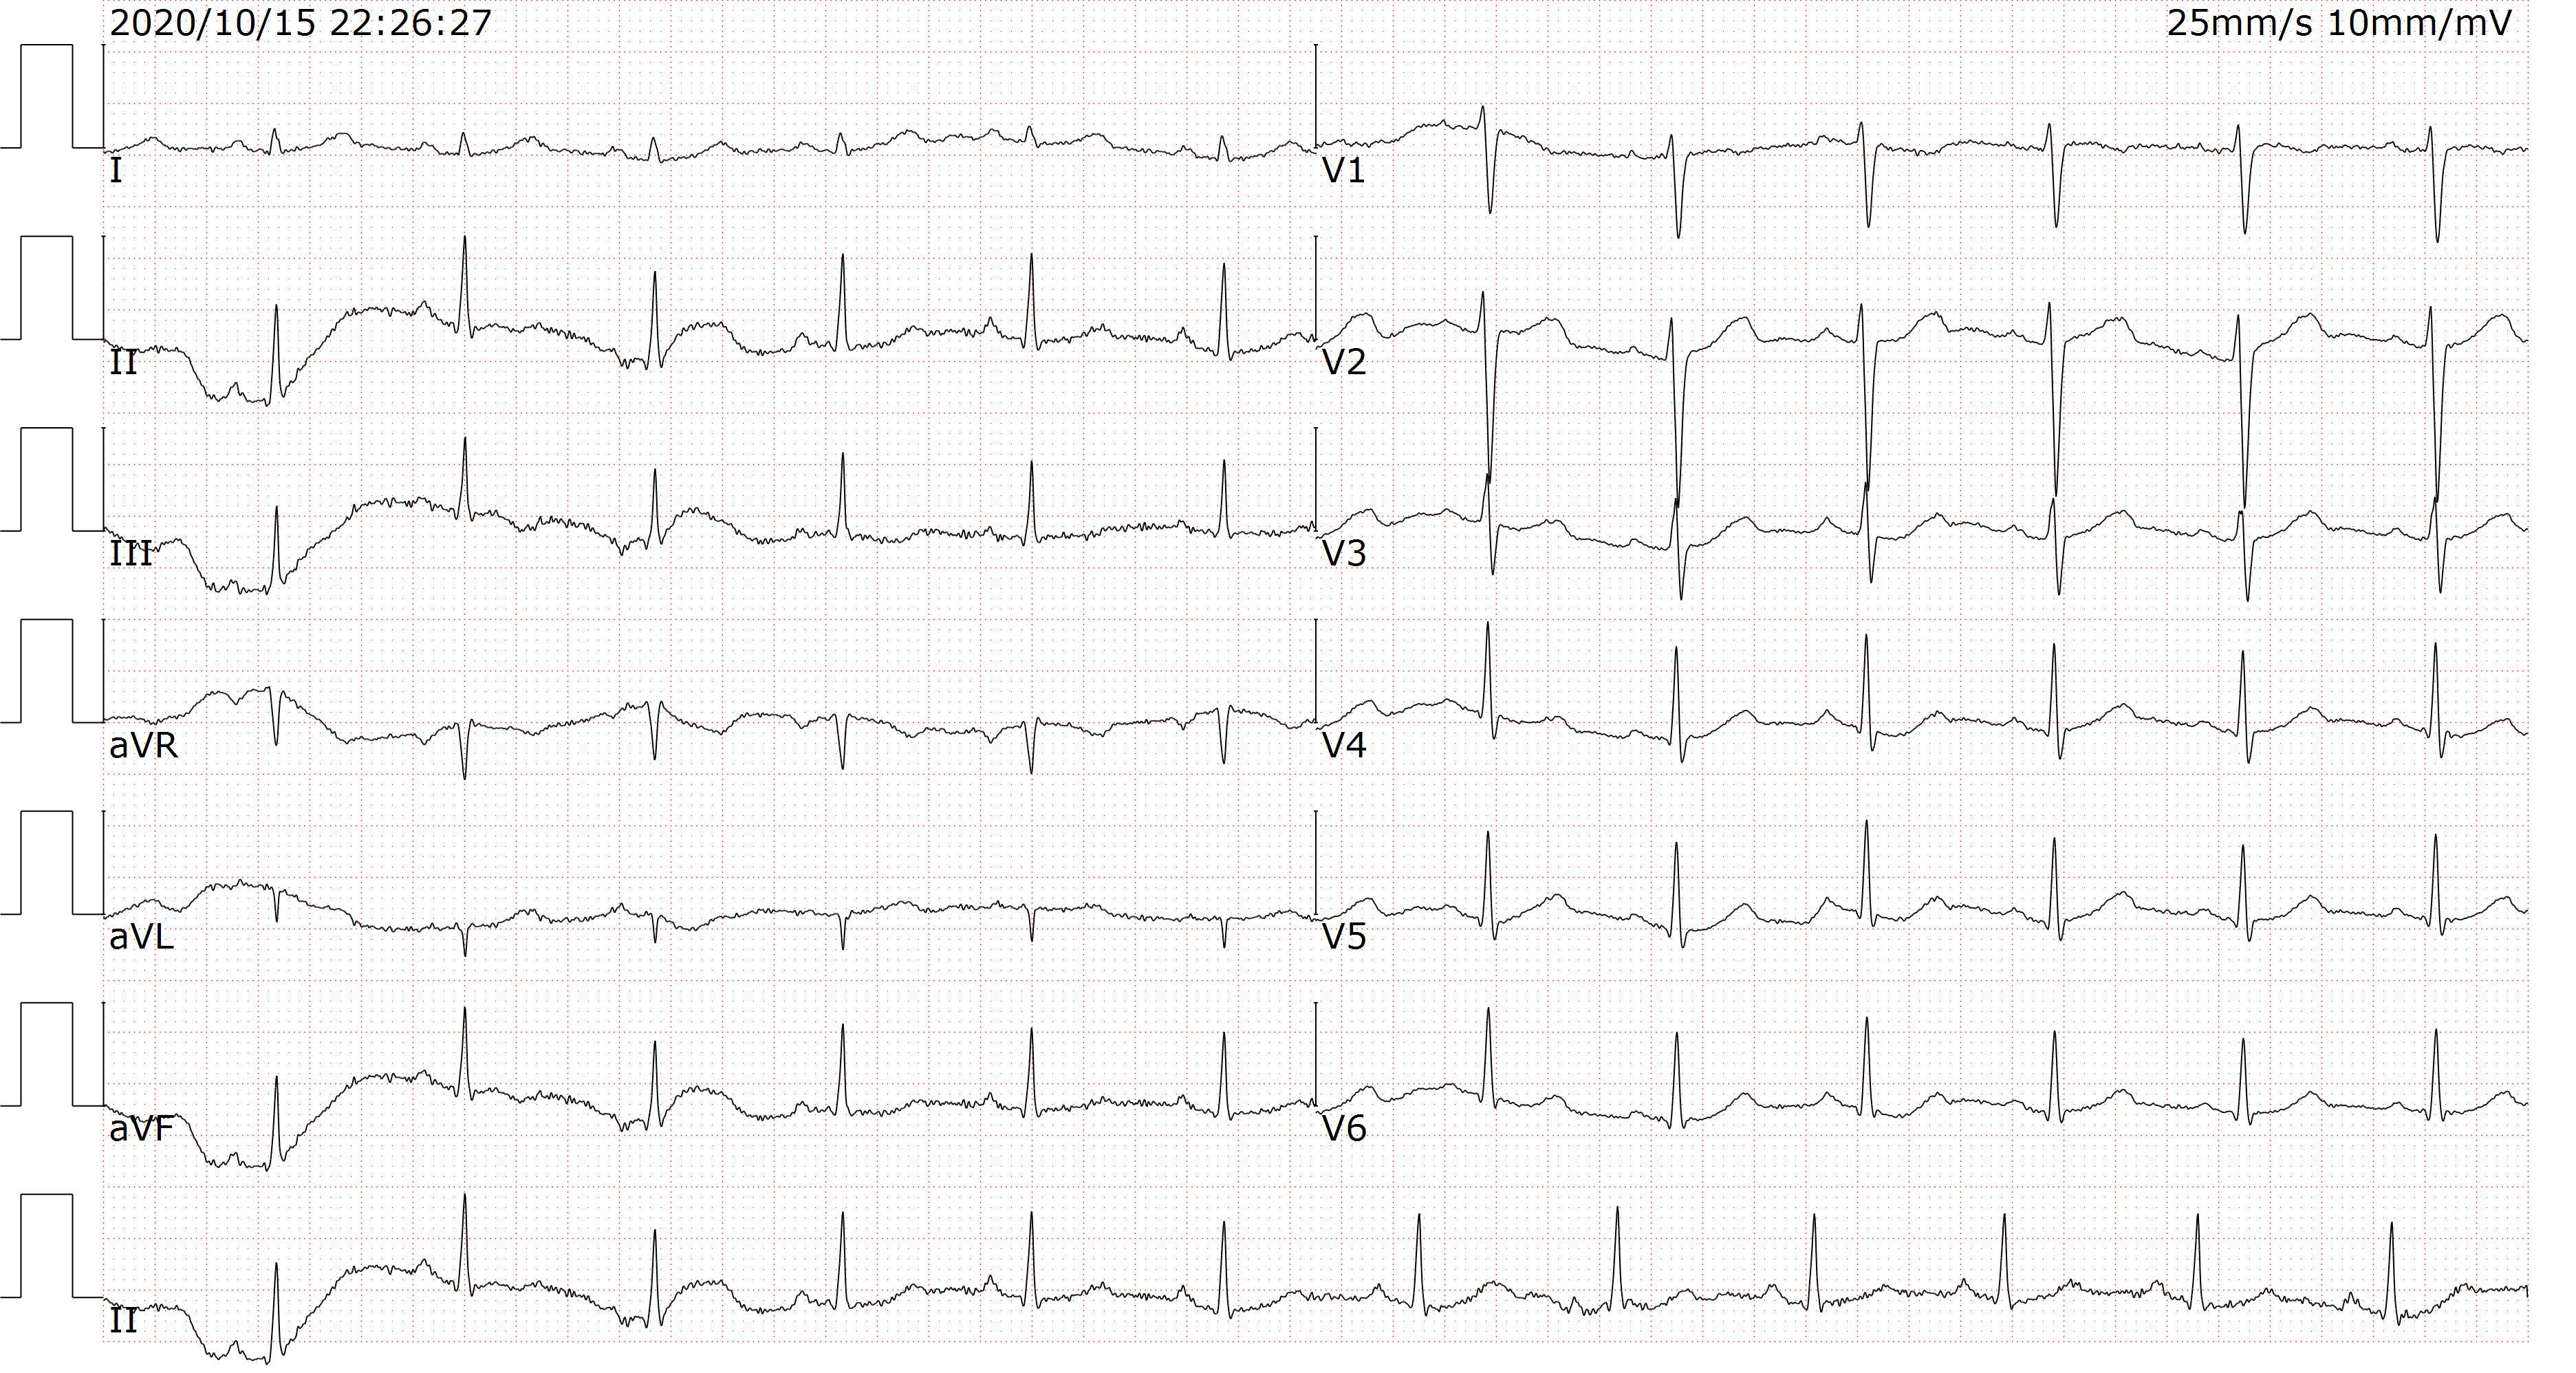 2020/10/15 22:26:27 25mm/s 10mm/mV
I V1
II V2
III V3
aVR V4
aVL V5
aVF V6
II